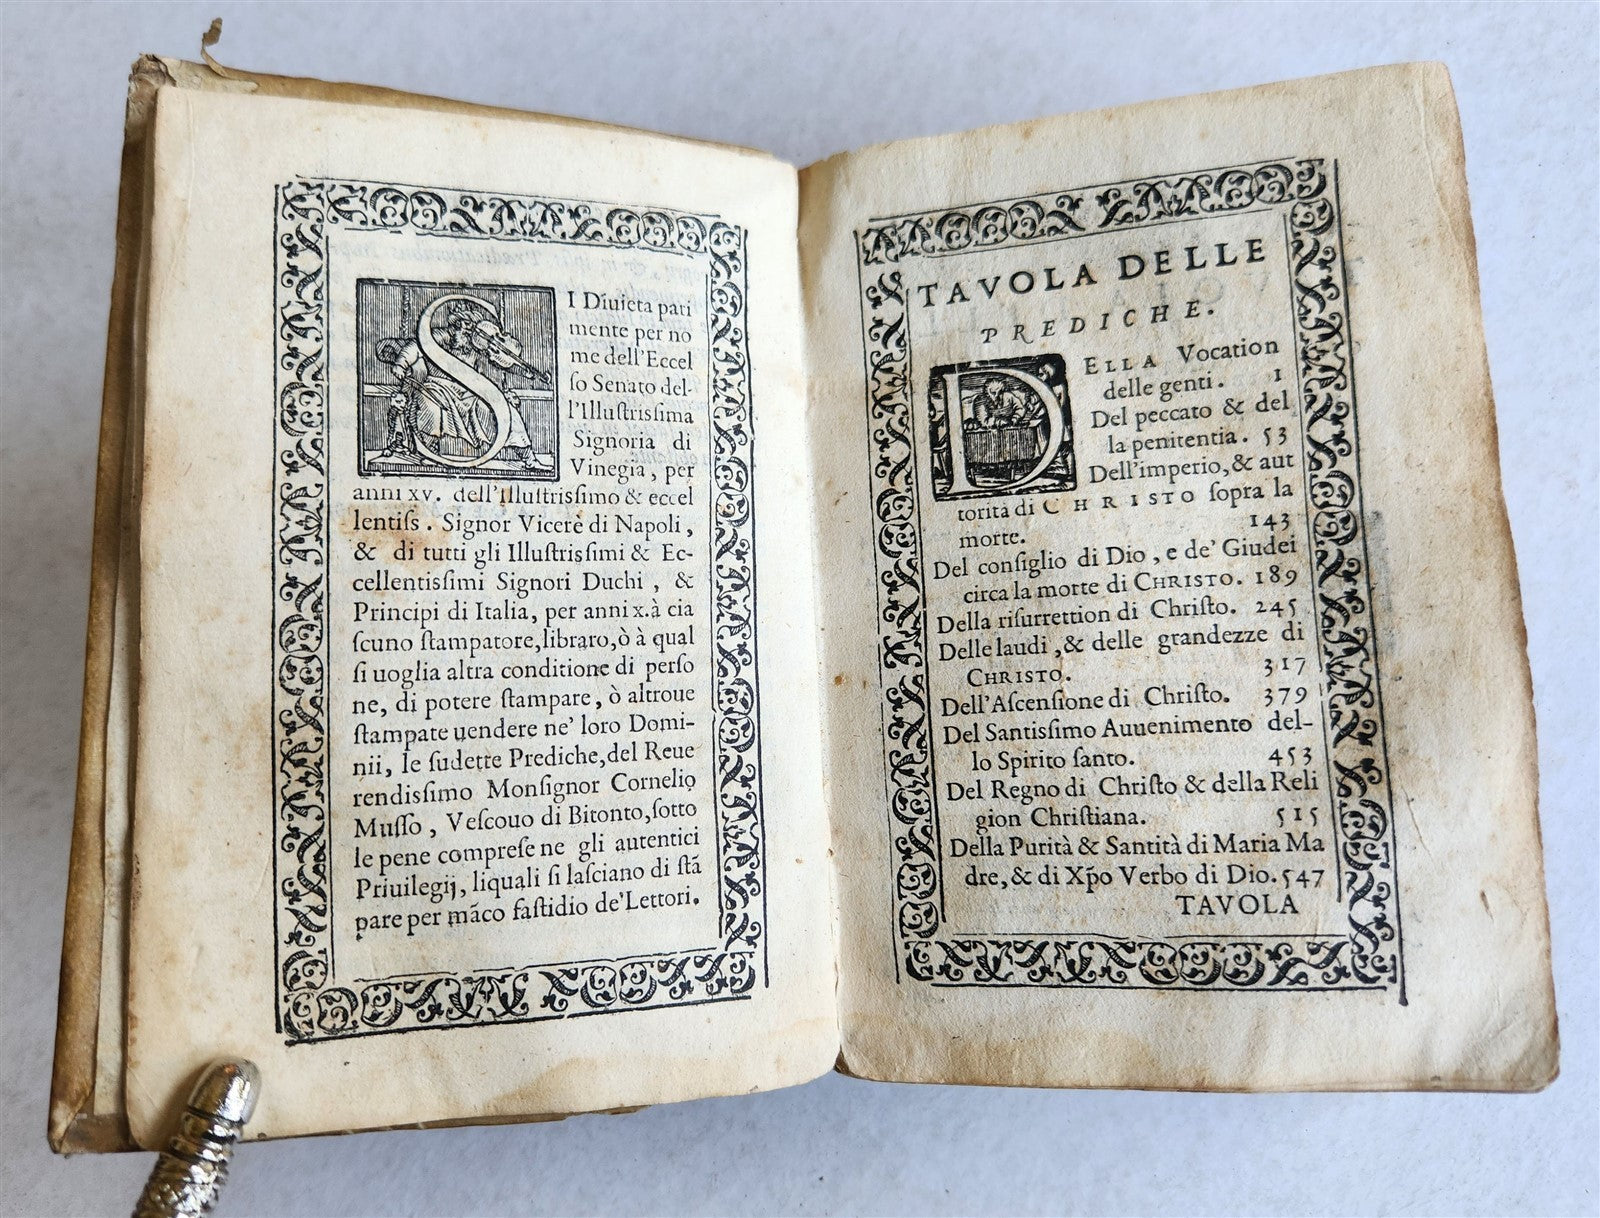 SI Diuieta pari
mente per no
me dell'Eccel
ſo Senato del-
l'Illuſtriſsima
Signoria di
Vinegia, per
anni xv. dell'Illuſtriſsimo & eccel
lentiſs. Signor Vicerè di Napoli,
& di tutti gli Illuſtriſsimi & Ec-
cellentiſsimi Signori Duchi, &
Principi di Italia, per anni x. à cia
ſcuno ſtampatore, libraro, ò à qual
ſi uoglia altra conditione di perſo
ne, di potere ſtampare, ò altroue
ſtampate uendere ne' loro Domi-
nii, le ſudette Prediche, del Reue
rendiſsimo Monſignor Cornelio
Muſſo, Veſcouo di Bitonto, ſotto
le pene compreſe ne gli autentici
Priuilegij, liquali ſi laſciano di ſtã
pare per mãco faſtidio de' Lettori.
TAVOLA DELLE
PREDICHE.
DELLA Vocation
delle genti. 1
Del peccato & del
la penitentia. 53
Dell'imperio, & aut
torità di CHRISTO ſopra la
morte. 143
Del conſiglio di Dio, e de' Giudei
circa la morte di CHRISTO. 189
Della riſurrettion di Chriſto. 245
Delle laudi, & delle grandezze di
CHRISTO. 317
Dell'Aſcenſione di Chriſto. 379
Del Santiſsimo Auuenimento del-
lo Spirito ſanto. 453
Del Regno di Chriſto & della Reli
gion Chriſtiana. 515
Della Purità & Santità di Maria Ma
dre, & di Xp̃o Verbo di Dio. 547
TAVOLA